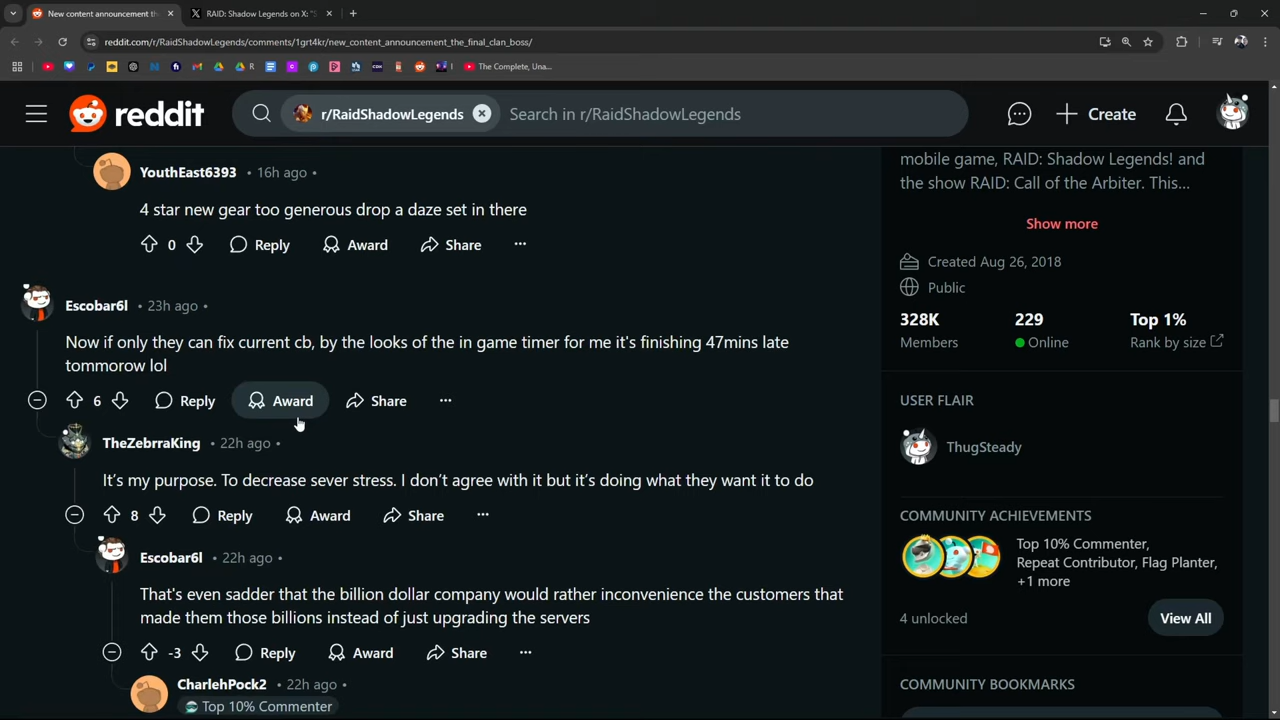 New content announcement th
RAID: Shadow Legends on X: "S
reddit.com/r/RaidShadowLegends/comments/1grt4kr/new_content_announcement_the_final_clan_boss/
The Complete, Una...
reddit
r/RaidShadowLegends
Search in r/RaidShadowLegends
Create
YouthEast6393 • 16h ago •
4 star new gear too generous drop a daze set in there
0 Reply Award Share ...
Escobar6l • 23h ago •
Now if only they can fix current cb, by the looks of the in game timer for me it's finishing 47mins late
tommorow lol
6 Reply Award Share ...
TheZebrraKing • 22h ago •
It's my purpose. To decrease sever stress. I don't agree with it but it's doing what they want it to do
8 Reply Award Share ...
Escobar6l • 22h ago •
That's even sadder that the billion dollar company would rather inconvenience the customers that
made them those billions instead of just upgrading the servers
-3 Reply Award Share ...
CharlehPock2 • 22h ago •
Top 10% Commenter
mobile game, RAID: Shadow Legends! and
the show RAID: Call of the Arbiter. This...
Show more
Created Aug 26, 2018
Public
328K 229 Top 1%
Members Online Rank by size
USER FLAIR
ThugSteady
COMMUNITY ACHIEVEMENTS
Top 10% Commenter,
Repeat Contributor, Flag Planter,
+1 more
4 unlocked
View All
COMMUNITY BOOKMARKS